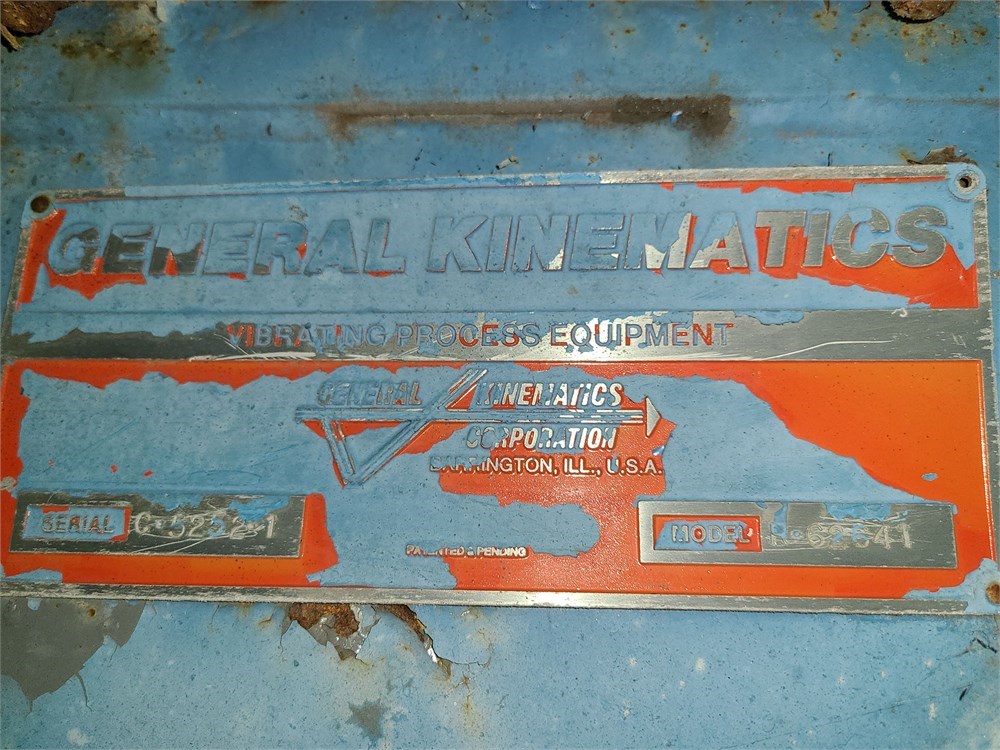 GENERAL KINEMATICS
VIBRATING PROCESS EQUIPMENT
GENERAL KINEMATICS
CORPORATION
BARRINGTON, ILL., U.S.A.
SERIAL
MODEL
PATENTED & PENDING